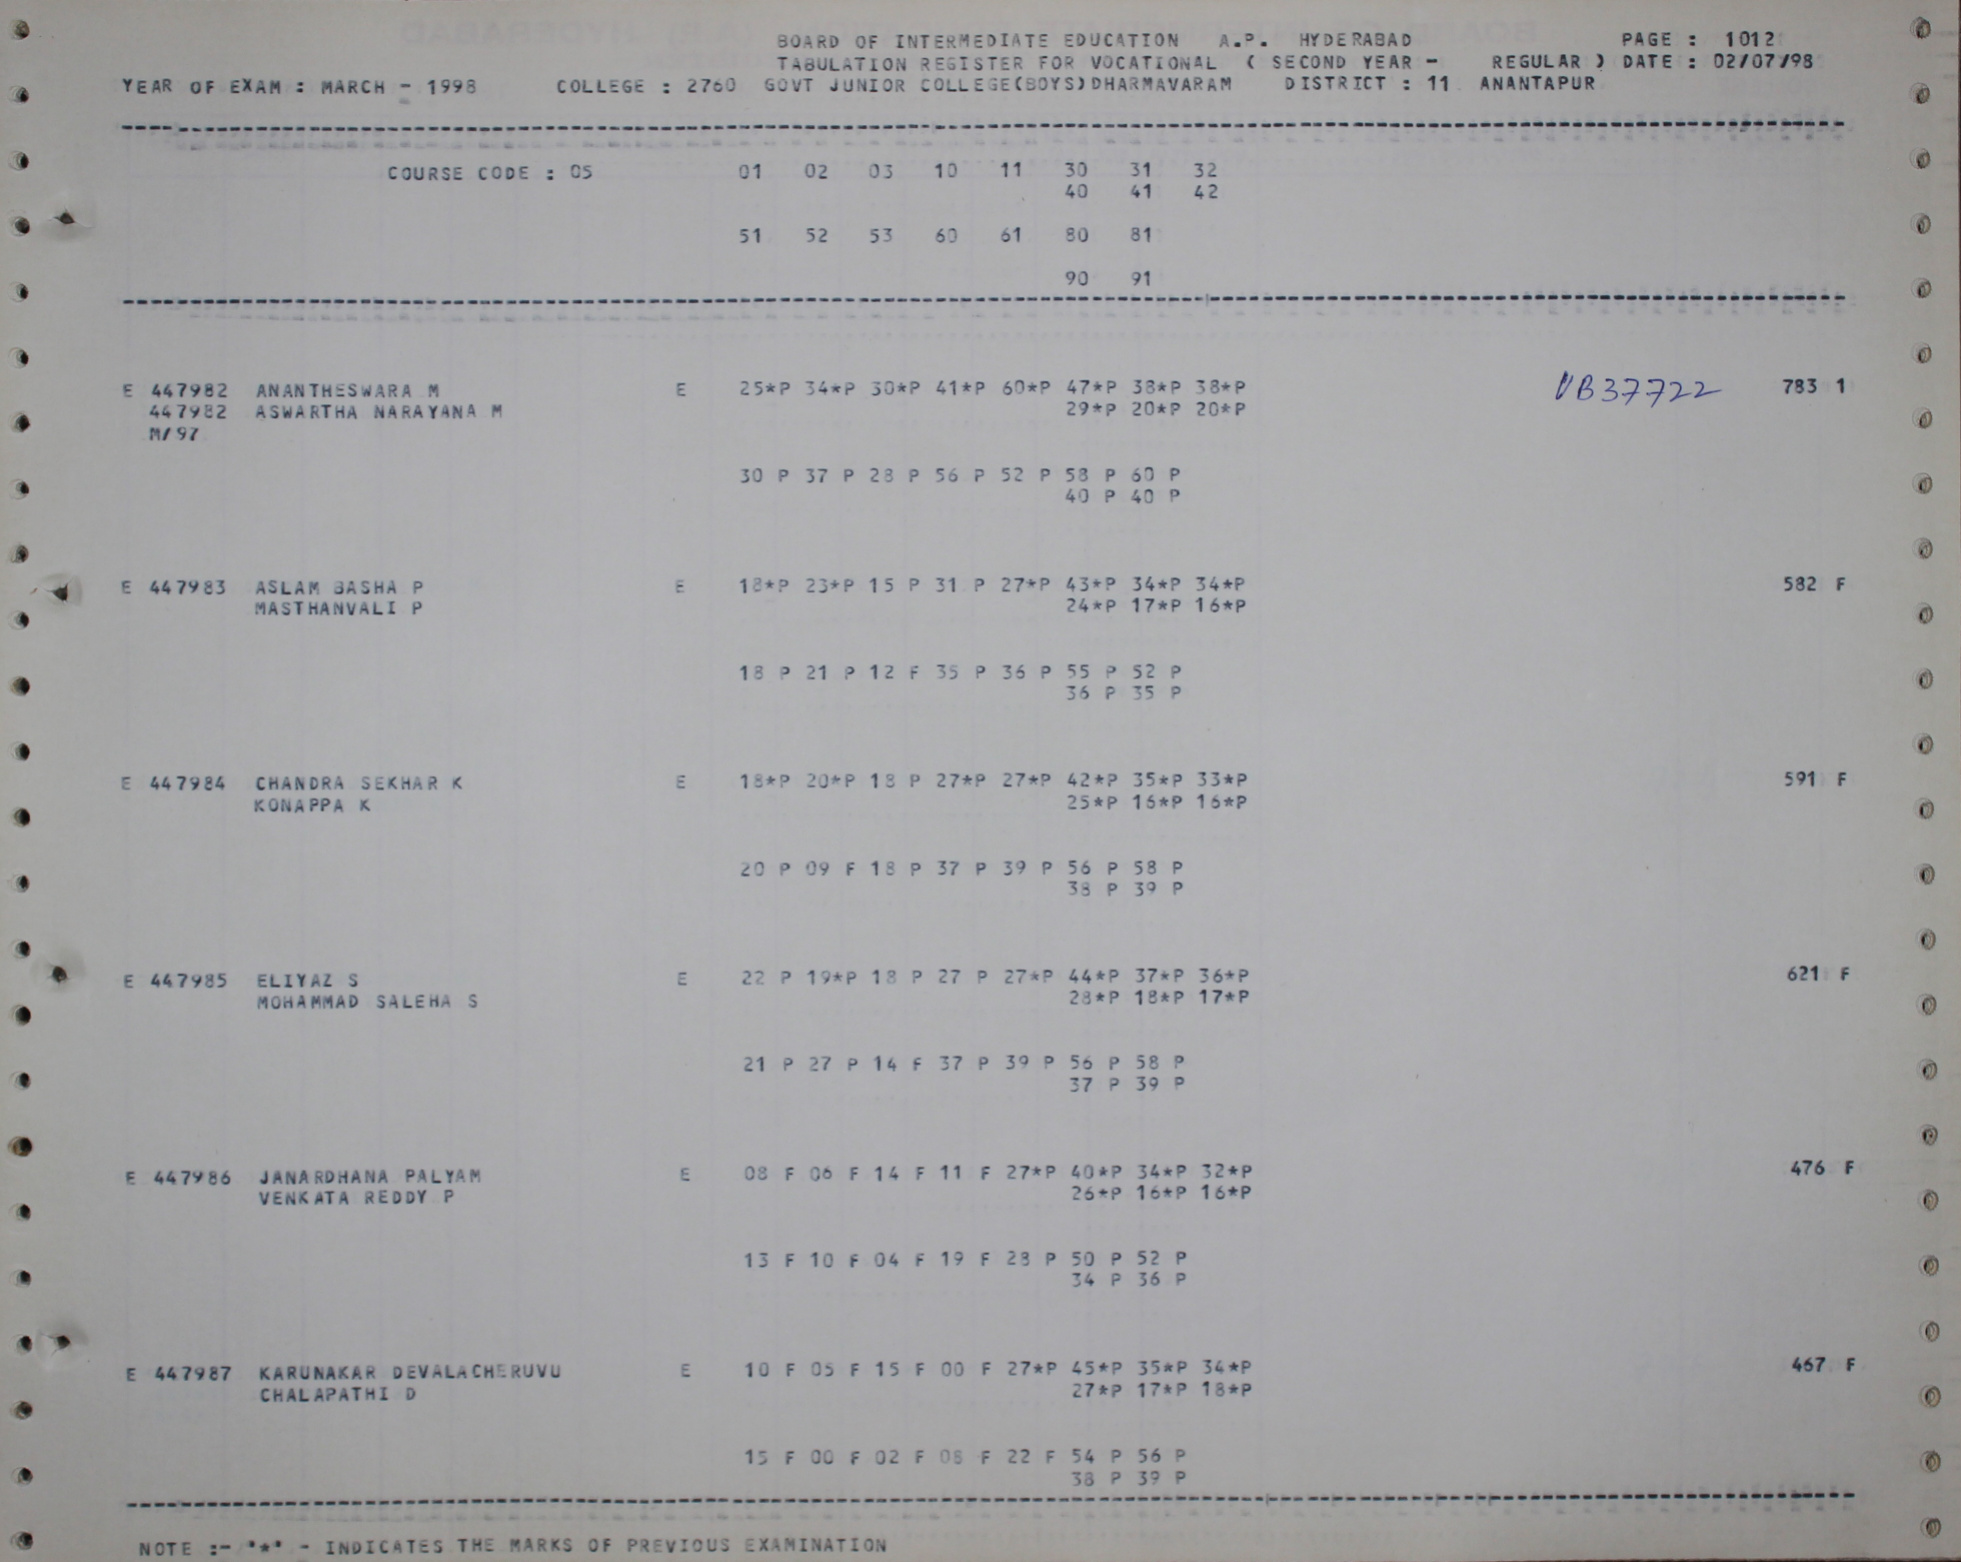 BOARD OF INTERMEDIATE EDUCATION A.P. HYDERABAD PAGE : 1012
TABULATION REGISTER FOR VOCATIONAL ( SECOND YEAR - REGULAR ) DATE : 02/07/98
YEAR OF EXAM : MARCH - 1998 COLLEGE : 2760 GOVT JUNIOR COLLEGE(BOYS)DHARMAVARAM DISTRICT : 11 ANANTAPUR
COURSE CODE : 05 01 02 03 10 11 30 31 32
40 41 42
51 52 53 60 61 80 81
90 91
E 447982 ANANTHESWARA M E 25*P 34*P 30*P 41*P 60*P 47*P 38*P 38*P VB37722 783 1
447982 ASWARTHA NARAYANA M 29*P 20*P 20*P
M/97
30 P 37 P 28 P 56 P 52 P 58 P 60 P
40 P 40 P
E 447983 ASLAM BASHA P E 18*P 23*P 15 P 31 P 27*P 43*P 34*P 34*P 582 F
MASTHANVALI P 24*P 17*P 16*P
18 P 21 P 12 F 35 P 36 P 55 P 52 P
36 P 35 P
E 447984 CHANDRA SEKHAR K E 18*P 20*P 18 P 27*P 27*P 42*P 35*P 33*P 591 F
KONAPPA K 25*P 16*P 16*P
20 P 09 F 18 P 37 P 39 P 56 P 58 P
38 P 39 P
E 447985 ELIYAZ S E 22 P 19*P 18 P 27 P 27*P 44*P 37*P 36*P 621 F
MOHAMMAD SALEHA S 28*P 18*P 17*P
21 P 27 P 14 F 37 P 39 P 56 P 58 P
37 P 39 P
E 447986 JANARDHANA PALYAM E 08 F 06 F 14 F 11 F 27*P 40*P 34*P 32*P 476 F
VENKATA REDDY P 26*P 16*P 16*P
13 F 10 F 04 F 19 F 28 P 50 P 52 P
34 P 36 P
E 447987 KARUNAKAR DEVALACHERUVU E 10 F 05 F 15 F 00 F 27*P 45*P 35*P 34*P 467 F
CHALAPATHI D 27*P 17*P 18*P
15 F 00 F 02 F 08 F 22 F 54 P 56 P
38 P 39 P
NOTE :- "*" - INDICATES THE MARKS OF PREVIOUS EXAMINATION